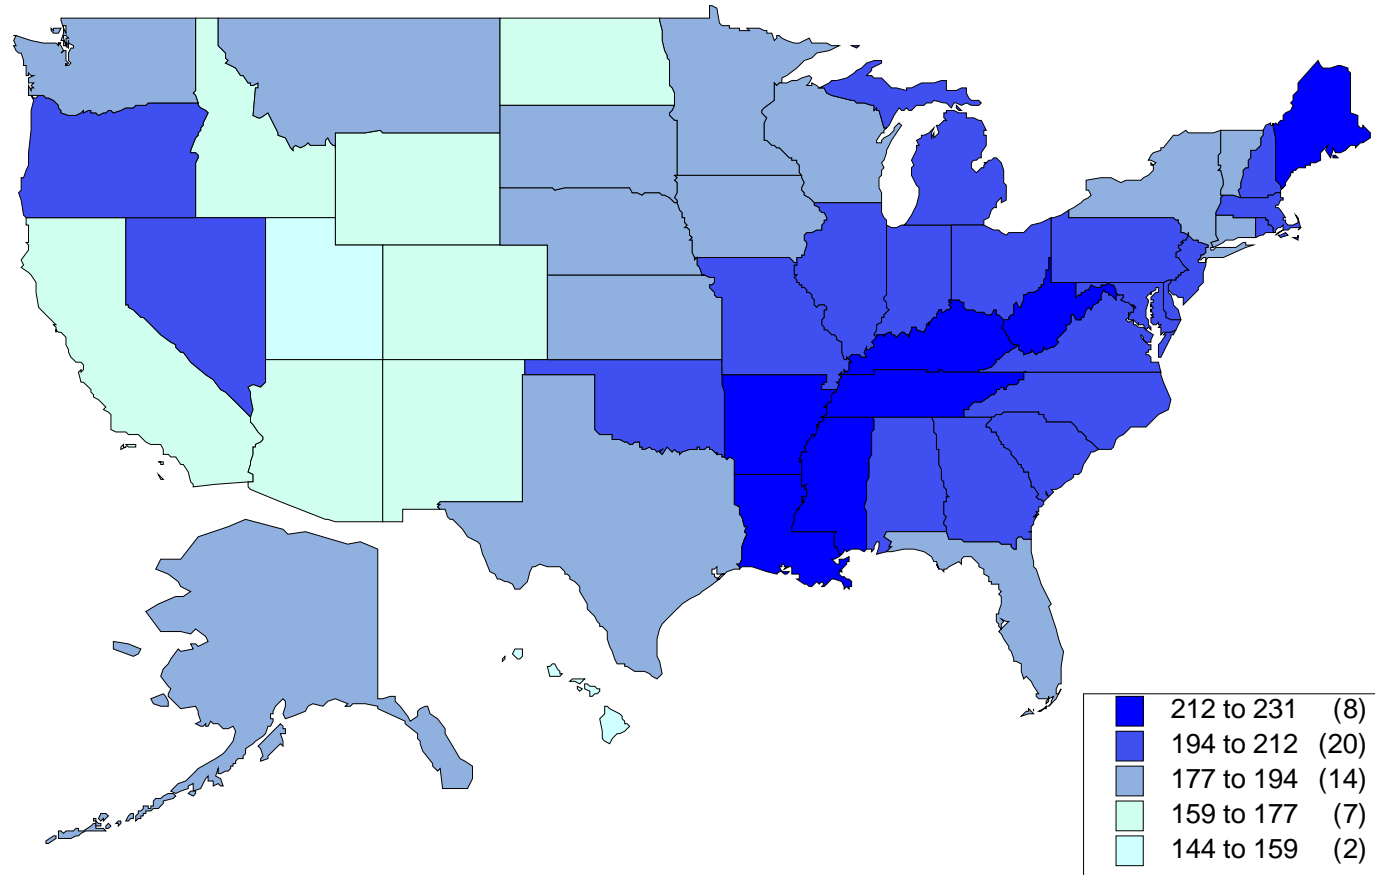 212 to 231 (8)
194 to 212 (20)
177 to 194 (14)
159 to 177 (7)
144 to 159 (2)